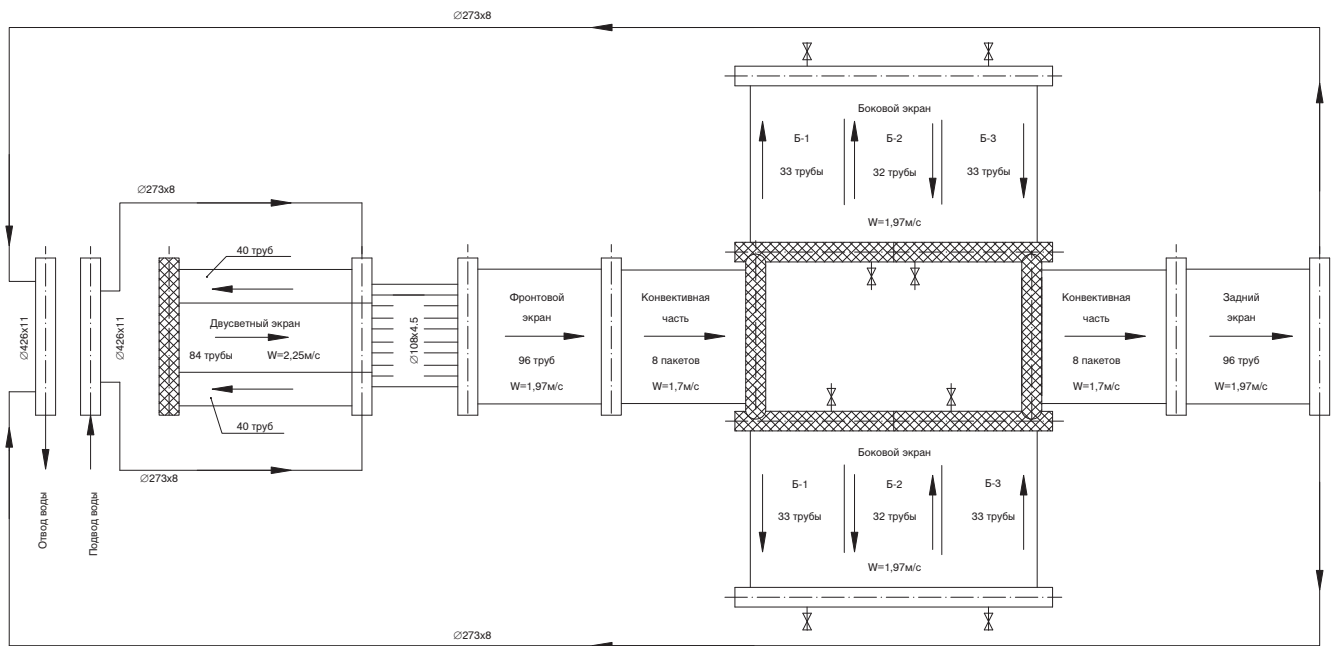 ∅273x8
Боковой экран
Б-1
Б-2
Б-3
33 трубы
32 трубы
33 трубы
W=1,97м/с
∅273x8
40 труб
∅426x11
∅426x11
Двусветный экран
84 трубы
W=2,25м/с
∅108x4.5
40 труб
∅273x8
Отвод воды
Подвод воды
Фронтовой
экран
96 труб
W=1,97м/с
Конвективная
часть
8 пакетов
W=1,7м/с
Конвективная
часть
8 пакетов
W=1,7м/с
Задний
экран
96 труб
W=1,97м/с
Боковой экран
Б-1
Б-2
Б-3
33 трубы
32 трубы
33 трубы
W=1,97м/с
∅273x8